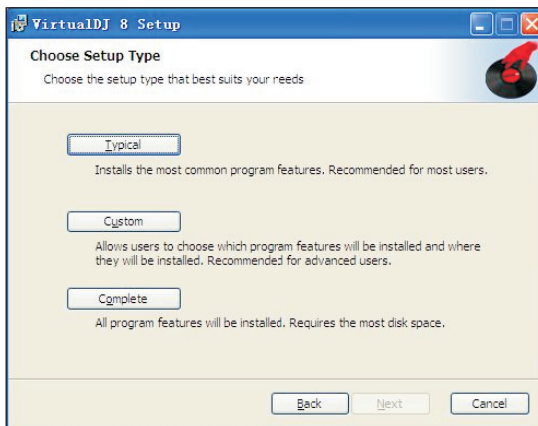 VirtualDJ 8 Setup
Choose Setup Type
Choose the setup type that best suits your needs
Typical
Installs the most common program features. Recommended for most users.
Custom
Allows users to choose which program features will be installed and where
they will be installed. Recommended for advanced users.
Complete
All program features will be installed. Requires the most disk space.
Back Next Cancel